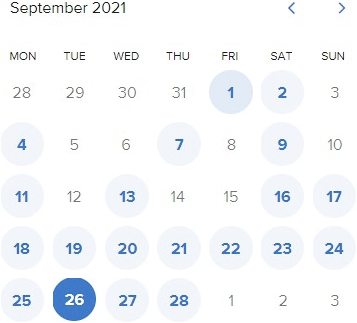 September 2021
MON TUE WED THU FRI SAT SUN
28 29 30 31 1 2 3
4 5 6 7 8 9 10
11 12 13 14 15 16 17
18 19 20 21 22 23 24
25 26 27 28 1 2 3